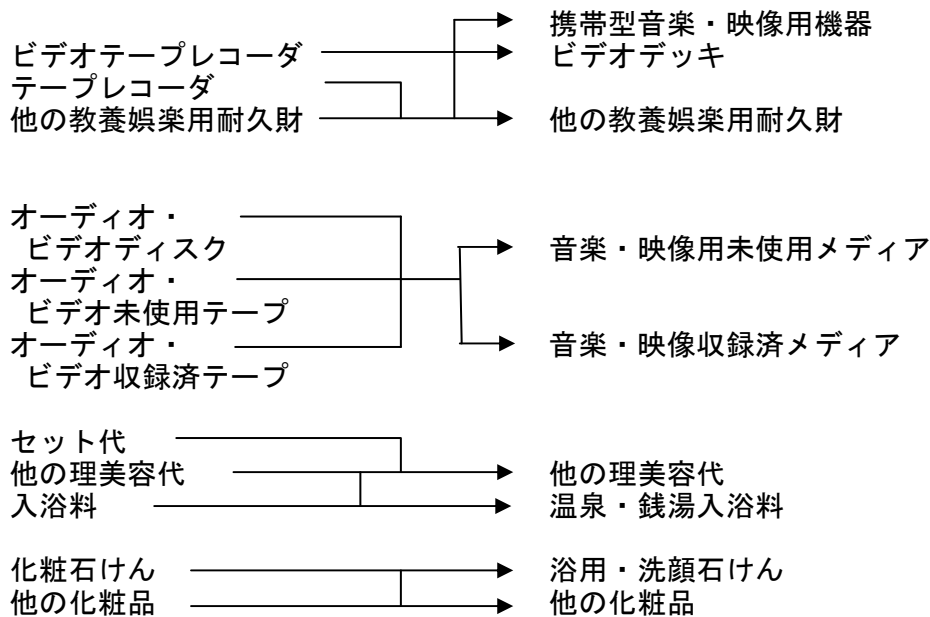 携帯型音楽・映像用機器
ビデオテープレコーダ ビデオデッキ
テープレコーダ
他の教養娯楽用耐久財 他の教養娯楽用耐久財
オーディオ・
ビデオディスク 音楽・映像用未使用メディア
オーディオ・
ビデオ未使用テープ
オーディオ・ 音楽・映像収録済メディア
ビデオ収録済テープ
セット代
他の理美容代 他の理美容代
入浴料 温泉・銭湯入浴料
化粧石けん 浴用・洗顔石けん
他の化粧品 他の化粧品